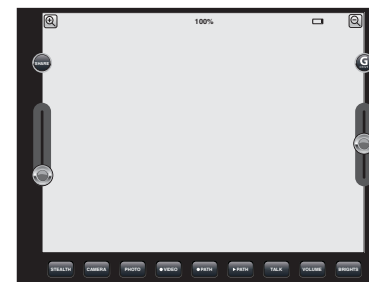 100%
SHARE
G
STEALTH CAMERA PHOTO ●VIDEO ●PATH ▶PATH TALK VOLUME BRIGHTS